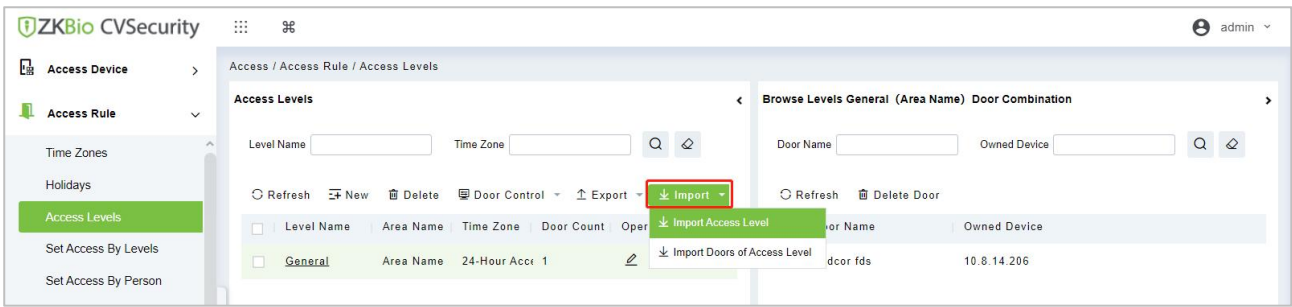 ZKBio CVSecurity
admin
Access Device
Access Rule
Time Zones
Holidays
Access Levels
Set Access By Levels
Set Access By Person
Access / Access Rule / Access Levels
Access Levels
Level Name
Time Zone
Refresh New Delete Door Control Export Import
Import Access Level
Import Doors of Access Level
Level Name Area Name Time Zone Door Count Oper
General Area Name 24-Hour Acce 1
Browse Levels General (Area Name) Door Combination
Door Name
Owned Device
Refresh Delete Door
or Name Owned Device
dcor fds 10.8.14.206